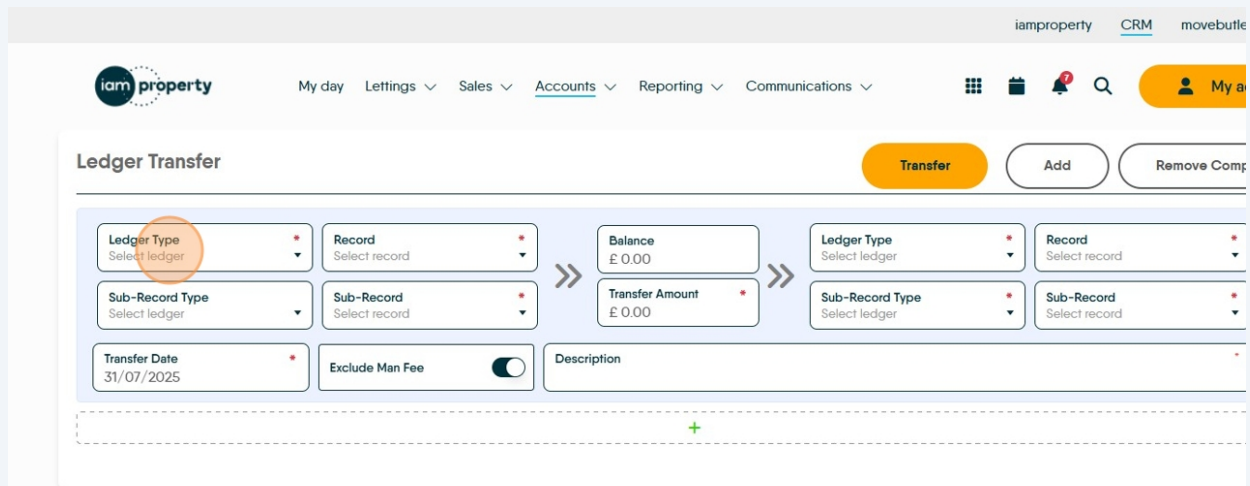 iamproperty CRM
iam property My day Lettings Sales Accounts Reporting Communications 7
Ledger Transfer Transfer Add Remove
Ledger Type * Record * Balance Ledger Type * Record *
Select ledger Select record £ 0.00 Select ledger Select record
Sub-Record Type Sub-Record * Transfer Amount * Sub-Record Type * Sub-Record *
Select ledger Select record £ 0.00 Select ledger Select record
Transfer Date * Exclude Man Fee Description *
31/07/2025
+